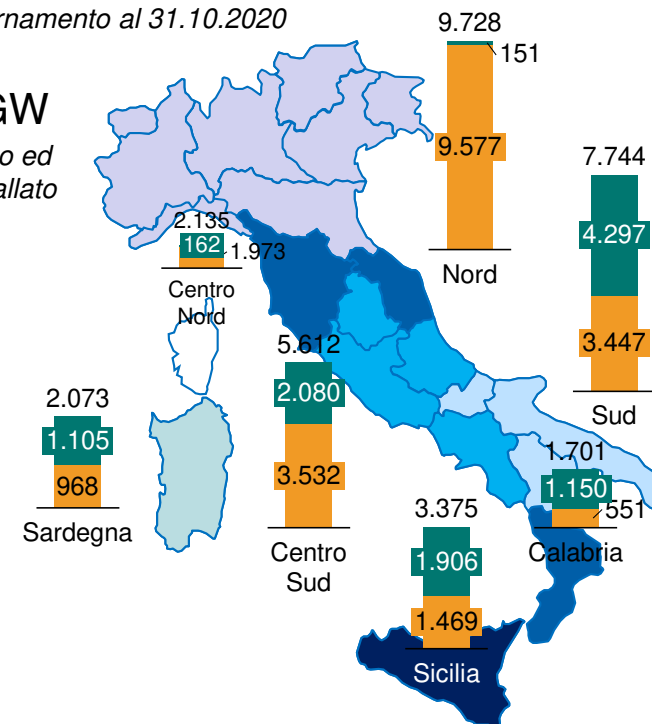 rnamento al 31.10.2020
GW
o ed
allato
9.728
151
9.577
Nord
7.744
4.297
3.447
Sud
2.135
162
1.973
Centro
Nord
5.612
2.080
3.532
Centro
Sud
2.073
1.105
968
Sardegna
1.701
1.150
551
Calabria
3.375
1.906
1.469
Sicilia